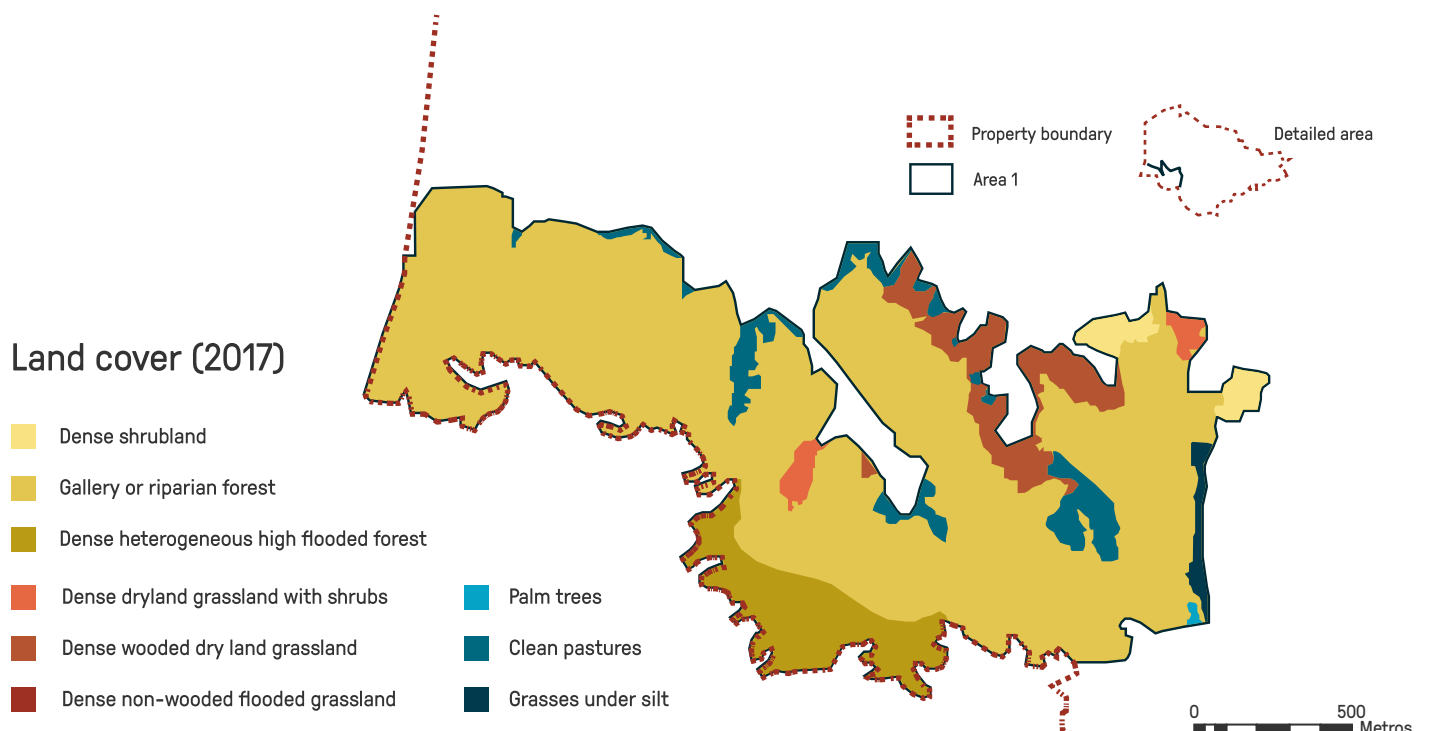 Property boundary
Detailed area
Area 1
Land cover (2017)
Dense shrubland
Gallery or riparian forest
Dense heterogeneous high flooded forest
Dense dryland grassland with shrubs
Palm trees
Dense wooded dry land grassland
Clean pastures
Dense non-wooded flooded grassland
Grasses under silt
0 500
Metros